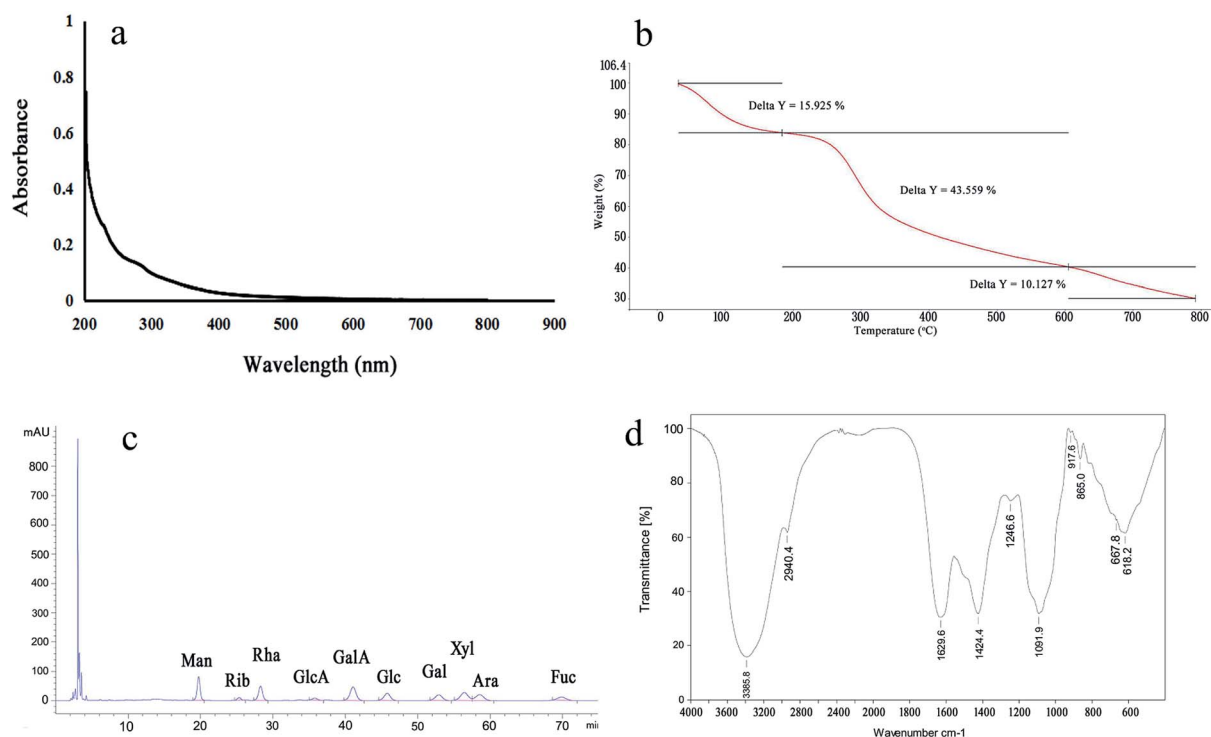 a
1
0.8
0.6
0.4
0.2
0
Absorbance
200 300 400 500 600 700 800 900
Wavelength (nm)
b
106.4
100
90
80
70
60
50
40
30
Weight (%)
Delta Y = 15.925 %
Delta Y = 43.559 %
Delta Y = 10.127 %
0 100 200 300 400 500 600 700 800
Temperature (°C)
c
mAU
800
700
600
500
400
300
200
100
0
Man
Rib
Rha
GlcA
GalA
Glc
Gal
Xyl
Ara
Fuc
10 20 30 40 50 60 70 min
d
100
80
60
40
20
0
Transmittance [%]
3385.8
2940.4
1629.6
1424.4
1246.6
1091.9
917.6
865.0
667.8
618.2
4000 3600 3200 2800 2400 2000 1800 1600 1400 1200 1000 800 600
Wavenumber cm-1